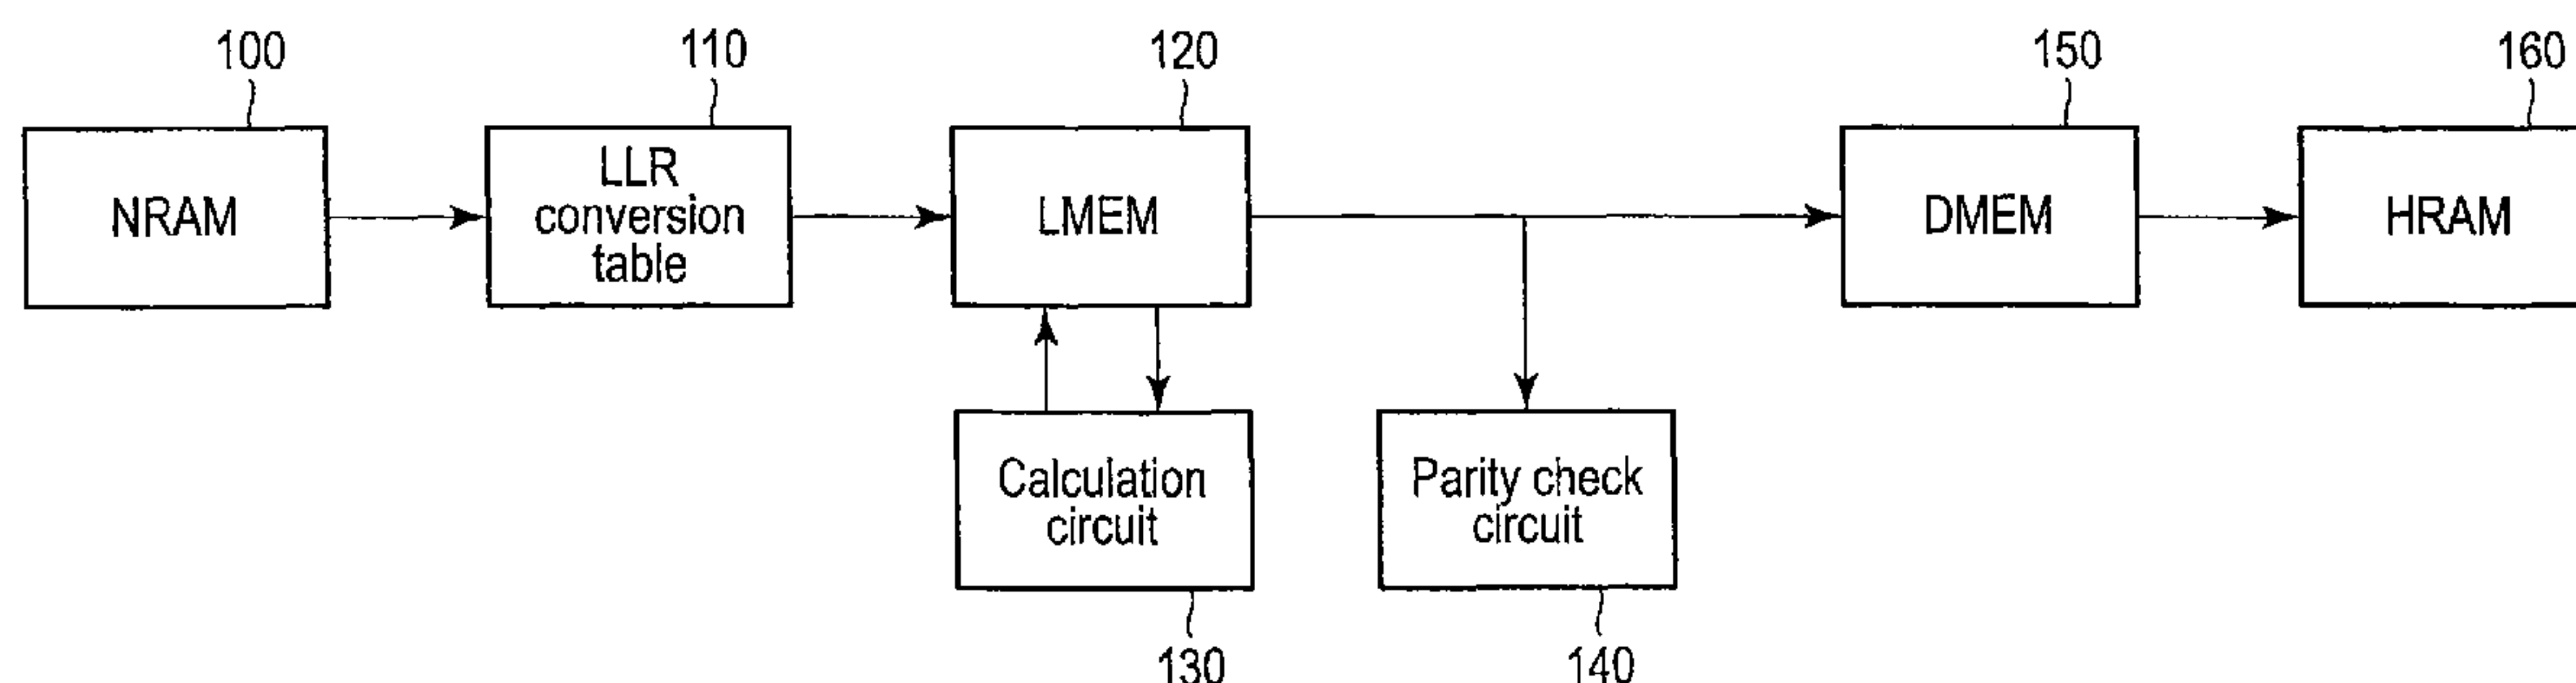 100
110
120
150
160
NRAM
LLR
conversion
table
LMEM
DMEM
HRAM
Calculation
circuit
Parity check
circuit
130
140